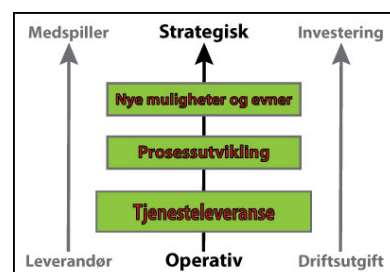 Medspiller Strategisk Investering
Nye muligheter og evner
Prosessutvikling
Tjenesteleveranse
Leverandør Operativ Driftsutgift